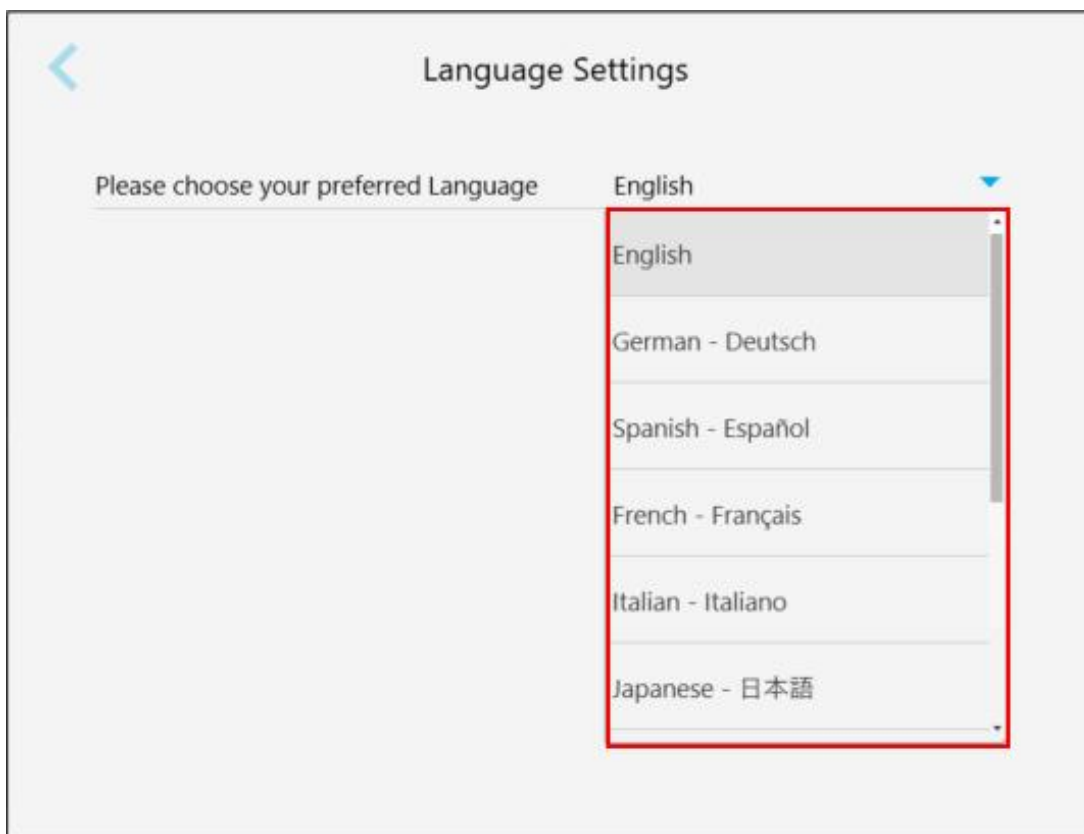 Language Settings
Please choose your preferred Language English
English
German - Deutsch
Spanish - Español
French - Français
Italian - Italiano
Japanese - 日本語